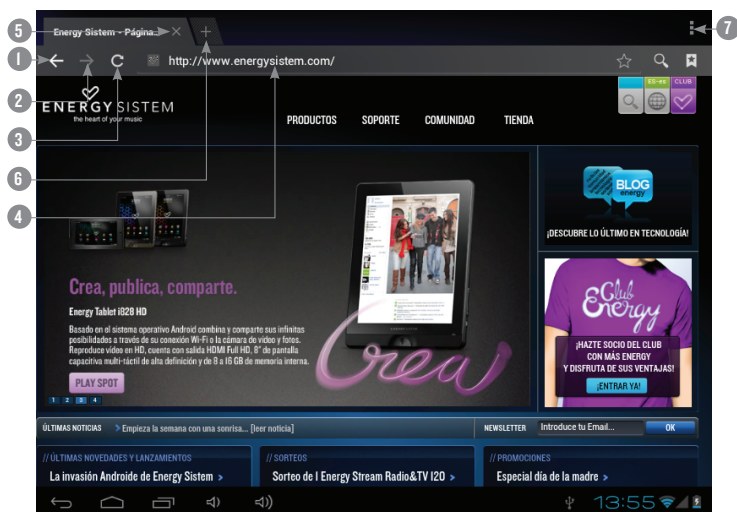 5
Energy Sistem - Página...
7
1
http://www.energysistem.com/
2
3
ENERGY SISTEM
the heart of your music
PRODUCTOS SOPORTE COMUNIDAD TIENDA
ES-es CLUB
6
4
BLOG
energy
¡DESCUBRE LO ÚLTIMO EN TECNOLOGÍA!
Crea, publica, comparte.
Energy Tablet i828 HD
Basado en el sistema operativo Android combina y comparte sus infinitas
posibilidades a través de su conexión Wi-Fi o la cámara de vídeo y fotos.
Reproduce vídeo en HD, cuenta con salida HDMI Full HD, 8" de pantalla
capacitiva multi-táctil de alta definición y de 8 a 16 GB de memoria interna.
PLAY SPOT
1 2 3 4
Crea
Club
Energy
¡HAZTE SOCIO DEL CLUB
CON MÁS ENERGY
Y DISFRUTA DE SUS VENTAJAS!
¡ENTRAR YA!
ÚLTIMAS NOTICIAS > Empieza la semana con una sonrisa... [leer noticia]
NEWSLETTER Introduce tu Email... OK
// ÚLTIMAS NOVEDADES Y LANZAMIENTOS
La invasión Androide de Energy Sistem >
// SORTEOS
Sorteo de 1 Energy Stream Radio&TV 120 >
// PROMOCIONES
Especial día de la madre >
13:55